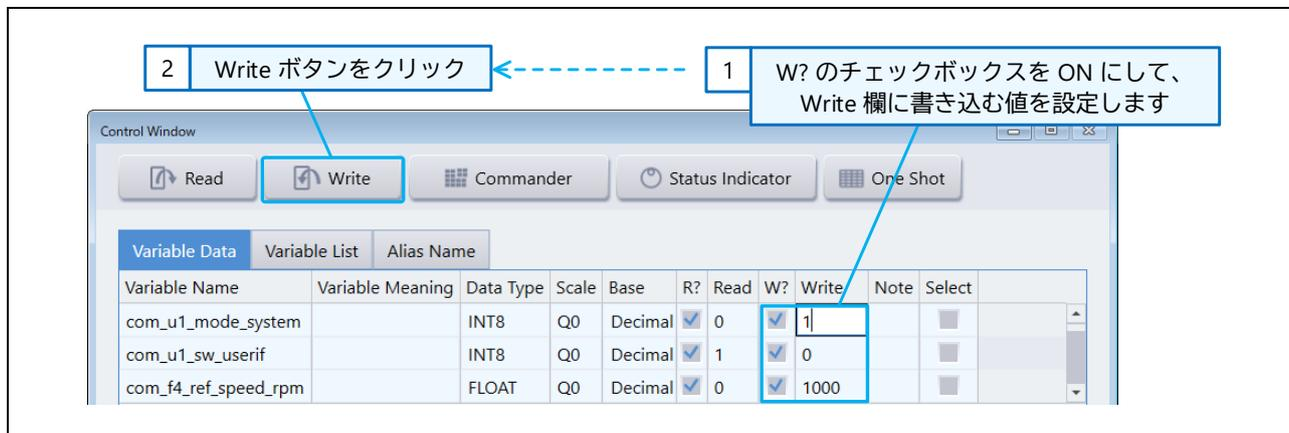 2 Write ボタンをクリック
1 W? のチェックボックスを ON にして、
Write 欄に書き込む値を設定します
Control Window
Read Write Commander Status Indicator One Shot
Variable Data Variable List Alias Name
Variable Name Variable Meaning Data Type Scale Base R? Read W? Write Note Select
com_u1_mode_system INT8 Q0 Decimal 0 1
com_u1_sw_userif INT8 Q0 Decimal 1 0
com_f4_ref_speed_rpm FLOAT Q0 Decimal 0 1000